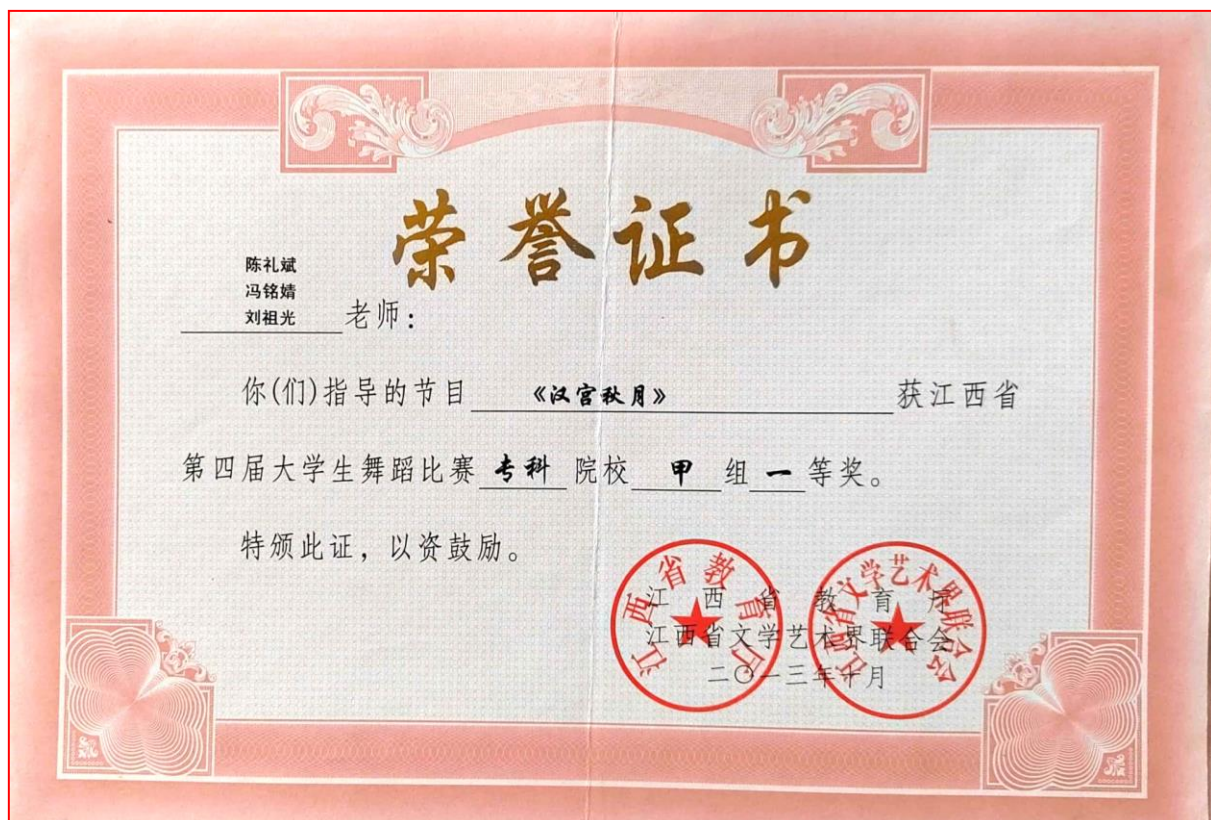 荣誉证书
陈礼斌
冯铭婧
刘祖光 老师：
你(们)指导的节目 《汉宫秋月》 获江西省
第四届大学生舞蹈比赛 专科 院校 甲 组 一 等奖。
特颁此证，以资鼓励。
江西省教育厅
江西省文学艺术界联合会
二〇一三年十月
江西省教育厅
江西省文学艺术界联合会